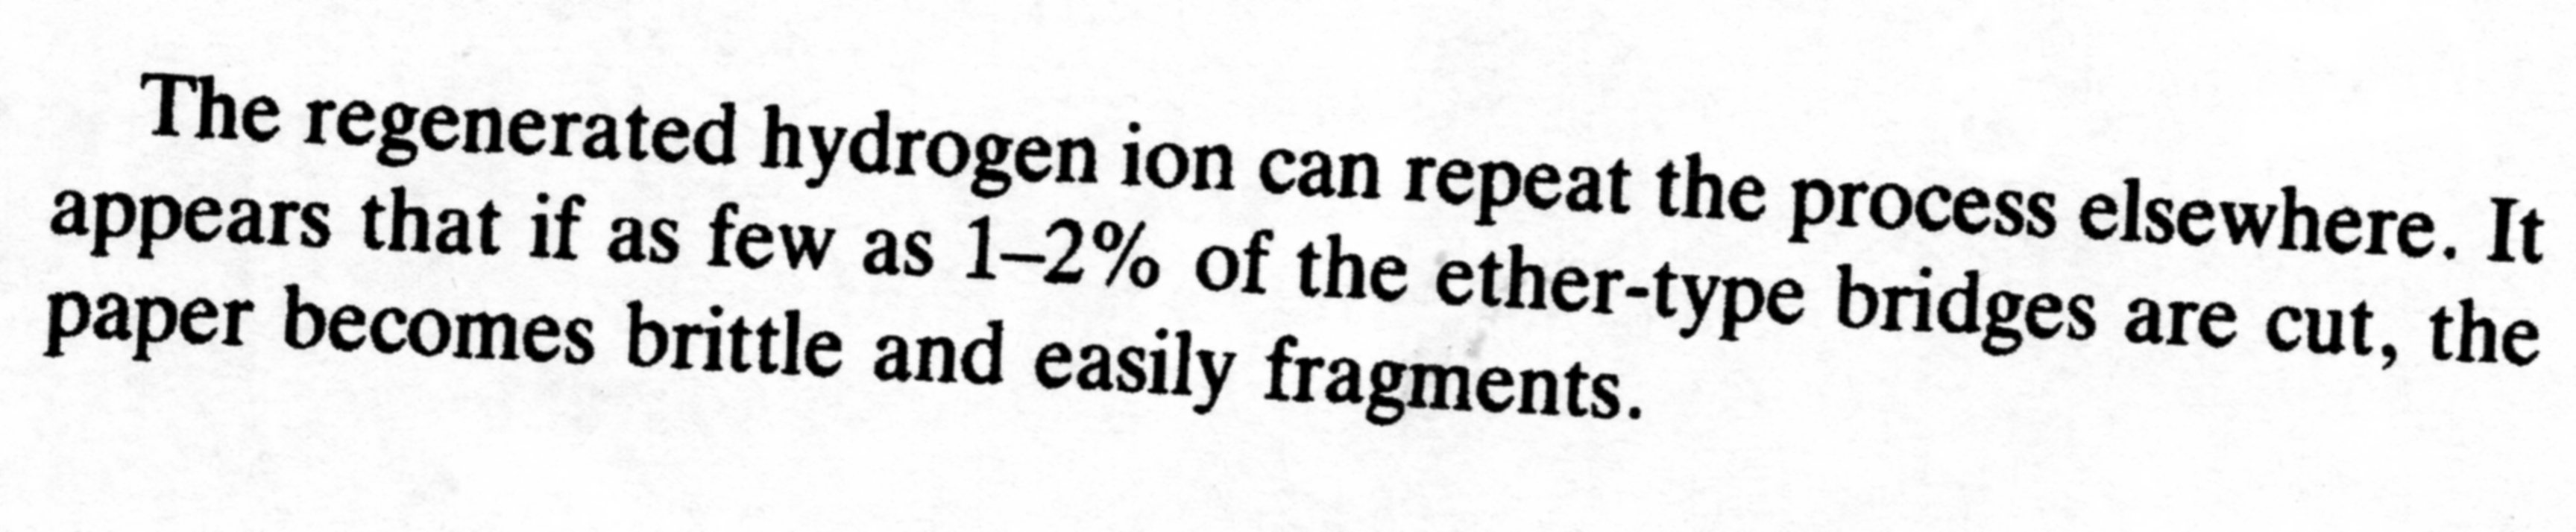 The regenerated hydrogen ion can repeat the process elsewhere. It
appears that if as few as 1–2% of the ether-type bridges are cut, the
paper becomes brittle and easily fragments.